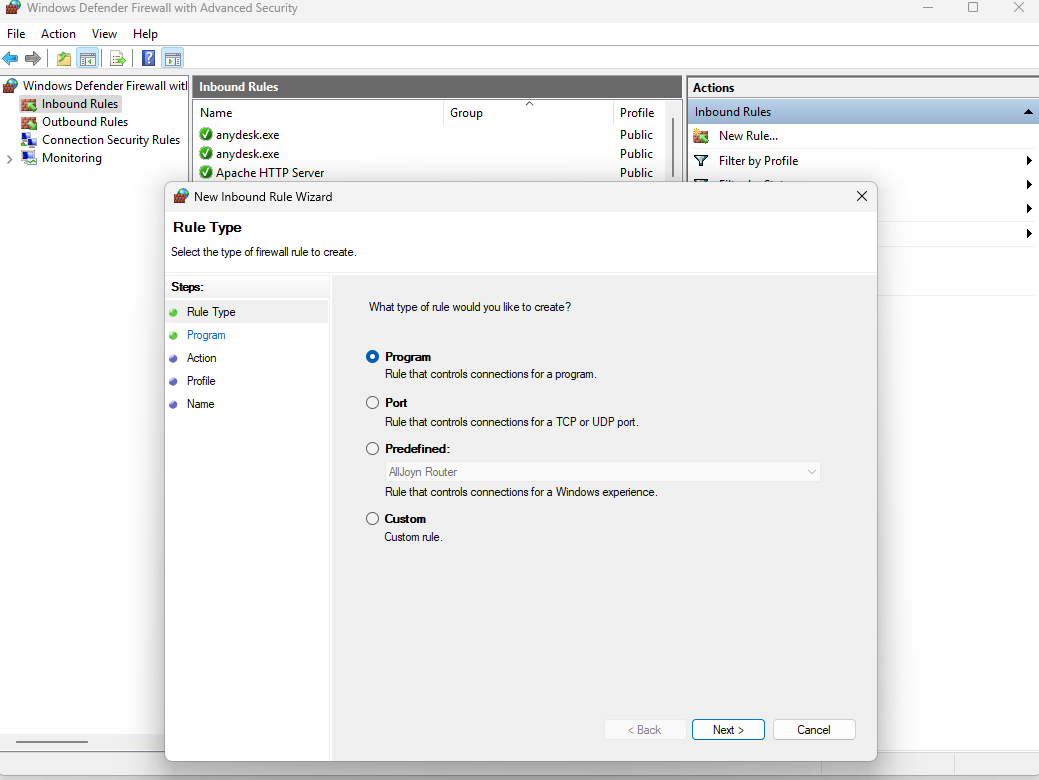 Windows Defender Firewall with Advanced Security
File Action View Help
Windows Defender Firewall wit
Inbound Rules
Outbound Rules
Connection Security Rules
Monitoring
Inbound Rules
Name Group Profile
anydesk.exe Public
anydesk.exe Public
Apache HTTP Server Public
Actions
Inbound Rules
New Rule...
Filter by Profile
New Inbound Rule Wizard
Rule Type
Select the type of firewall rule to create.
Steps:
Rule Type
Program
Action
Profile
Name
What type of rule would you like to create?
Program
Rule that controls connections for a program.
Port
Rule that controls connections for a TCP or UDP port.
Predefined:
AllJoyn Router
Rule that controls connections for a Windows experience.
Custom
Custom rule.
< Back Next > Cancel